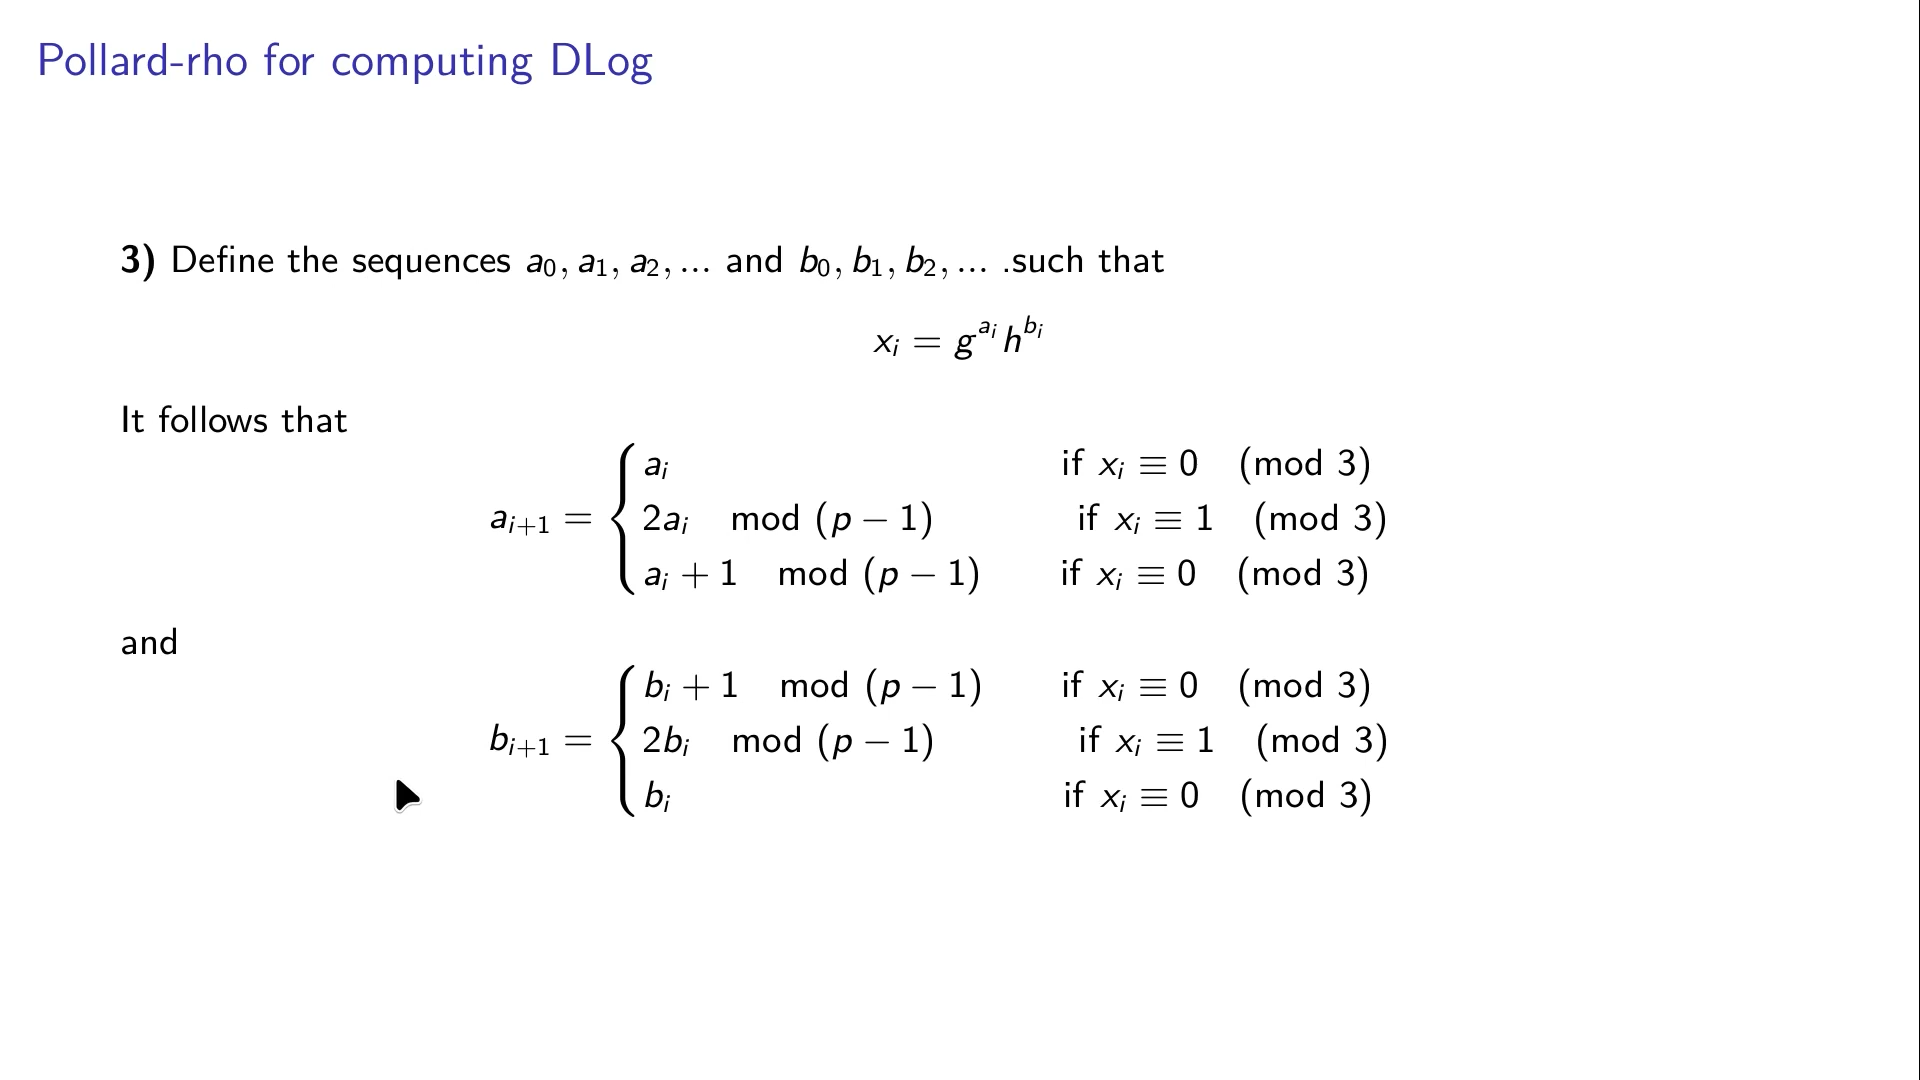 Pollard-rho for computing DLog
3) Define the sequences a₀, a₁, a₂, ... and b₀, b₁, b₂, ... .such that
xᵢ = g^{aᵢ} h^{bᵢ}
It follows that
aᵢ₊₁ = { aᵢ if xᵢ ≡ 0 (mod 3)
2aᵢ mod (p − 1) if xᵢ ≡ 1 (mod 3)
aᵢ + 1 mod (p − 1) if xᵢ ≡ 0 (mod 3)
and
bᵢ₊₁ = { bᵢ + 1 mod (p − 1) if xᵢ ≡ 0 (mod 3)
2bᵢ mod (p − 1) if xᵢ ≡ 1 (mod 3)
bᵢ if xᵢ ≡ 0 (mod 3)